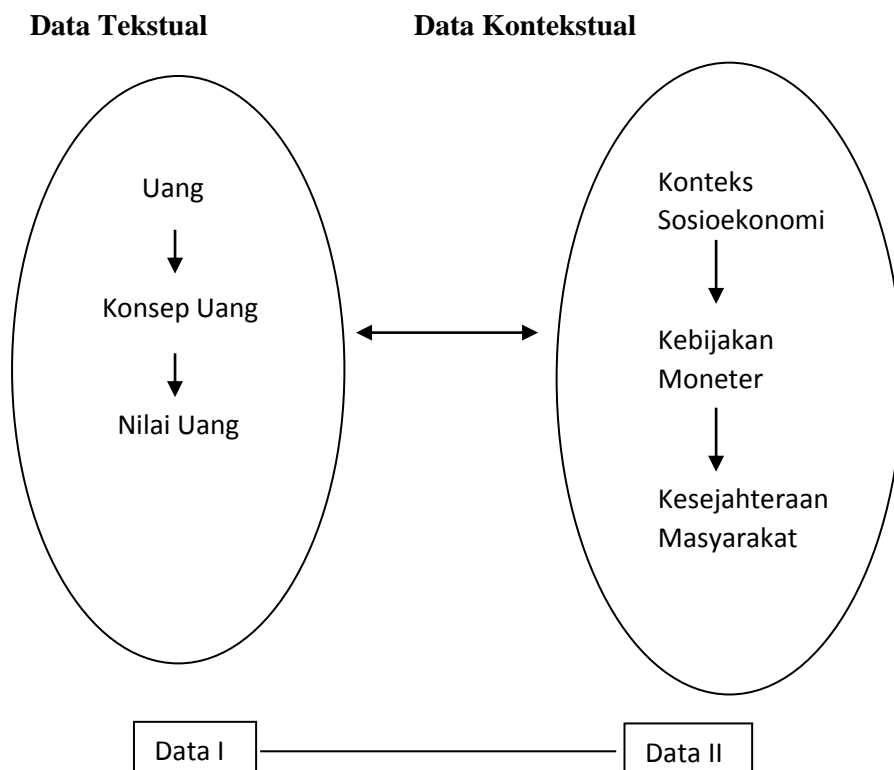 Data Tekstual
Data Kontekstual
Uang
Konsep Uang
Nilai Uang
Konteks
Sosioekonomi
Kebijakan
Moneter
Kesejahteraan
Masyarakat
Data I
Data II